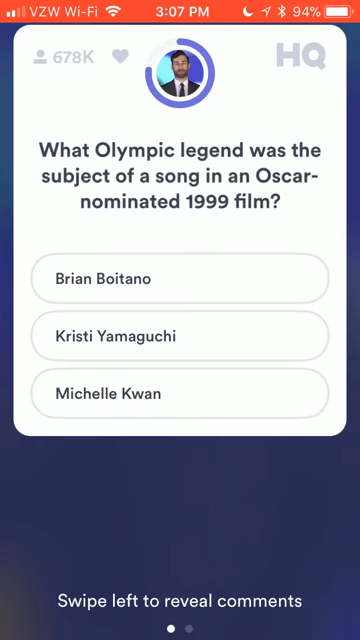 VZW Wi-Fi 3:07 PM 94%
678K HQ
What Olympic legend was the
subject of a song in an Oscar-
nominated 1999 film?
Brian Boitano
Kristi Yamaguchi
Michelle Kwan
Swipe left to reveal comments